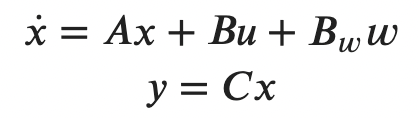 ẋ = Ax + Bu + B_w w
y = Cx